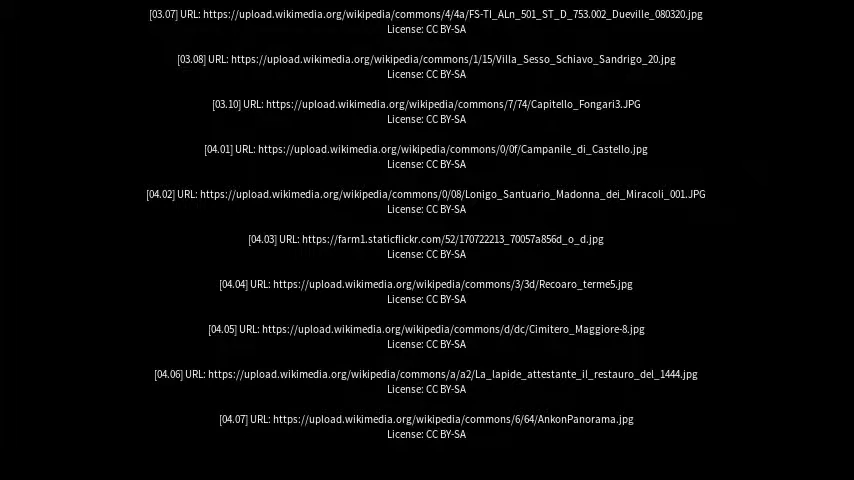 [03.07] URL: https://upload.wikimedia.org/wikipedia/commons/4/4a/FS-TI_ALn_501_ST_D_753.002_Dueville_080320.jpg
License: CC BY-SA
[03.08] URL: https://upload.wikimedia.org/wikipedia/commons/1/15/Villa_Sesso_Schiavo_Sandrigo_20.jpg
License: CC BY-SA
[03.10] URL: https://upload.wikimedia.org/wikipedia/commons/7/74/Capitello_Fongari3.JPG
License: CC BY-SA
[04.01] URL: https://upload.wikimedia.org/wikipedia/commons/0/0f/Campanile_di_Castello.jpg
License: CC BY-SA
[04.02] URL: https://upload.wikimedia.org/wikipedia/commons/0/08/Lonigo_Santuario_Madonna_dei_Miracoli_001.JPG
License: CC BY-SA
[04.03] URL: https://farm1.staticflickr.com/52/170722213_70057a856d_o_d.jpg
License: CC BY-SA
[04.04] URL: https://upload.wikimedia.org/wikipedia/commons/3/3d/Recoaro_terme5.jpg
License: CC BY-SA
[04.05] URL: https://upload.wikimedia.org/wikipedia/commons/d/dc/Cimitero_Maggiore-8.jpg
License: CC BY-SA
[04.06] URL: https://upload.wikimedia.org/wikipedia/commons/a/a2/La_lapide_attestante_il_restauro_del_1444.jpg
License: CC BY-SA
[04.07] URL: https://upload.wikimedia.org/wikipedia/commons/6/64/AnkonPanorama.jpg
License: CC BY-SA